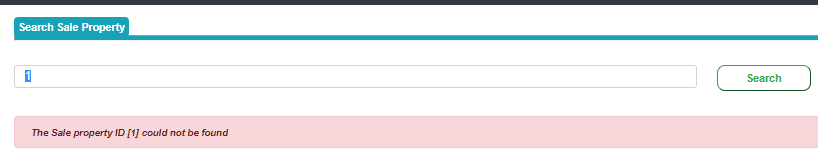 Search Sale Property
1
Search
The Sale property ID [1] could not be found